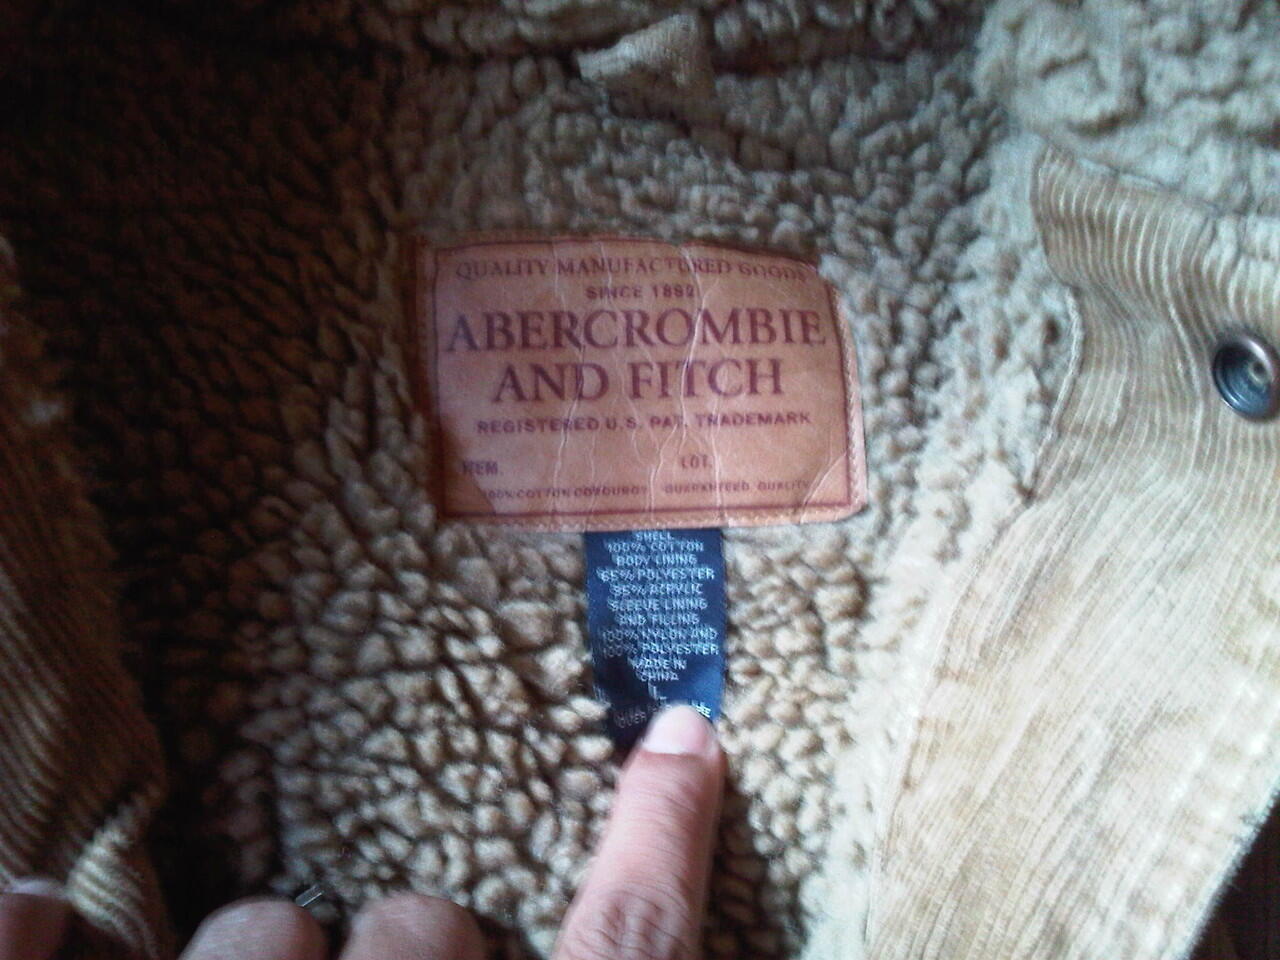 QUALITY MANUFACTURED GOODS
SINCE 1892
ABERCROMBIE
AND FITCH
REGISTERED U.S. PAT. TRADEMARK
ITEM. LOT.
100% COTTON CORDUROY GUARANTEED QUALITY
SHELL
100% COTTON
BODY LINING
65% POLYESTER
35% ACRYLIC
SLEEVE LINING
AND FILLING
100% NYLON AND
100% POLYESTER
MADE IN
CHINA
L